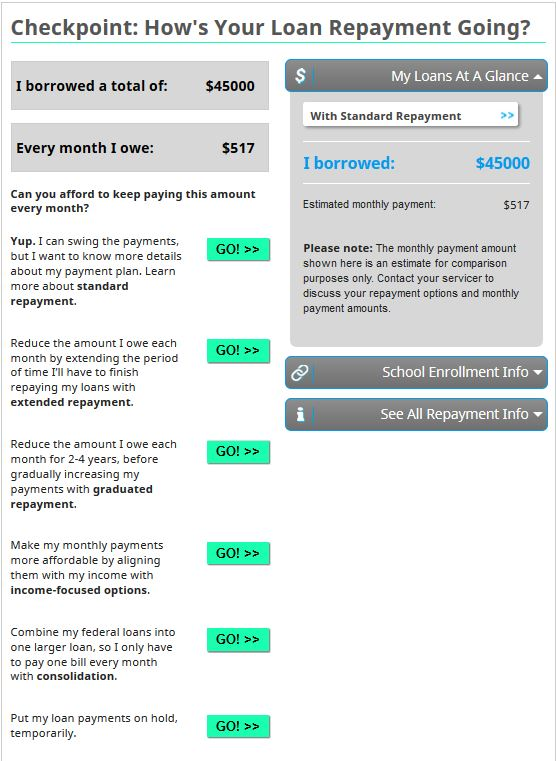 Checkpoint: How's Your Loan Repayment Going?
I borrowed a total of: $45000
Every month I owe: $517
Can you afford to keep paying this amount
every month?
Yup. I can swing the payments,
but I want to know more details
about my payment plan. Learn
more about standard
repayment.
GO! >>
Reduce the amount I owe each
month by extending the period
of time I'll have to finish
repaying my loans with
extended repayment.
GO! >>
Reduce the amount I owe each
month for 2-4 years, before
gradually increasing my
payments with graduated
repayment.
GO! >>
Make my monthly payments
more affordable by aligning
them with my income with
income-focused options.
GO! >>
Combine my federal loans into
one larger loan, so I only have
to pay one bill every month
with consolidation.
GO! >>
Put my loan payments on hold,
temporarily.
GO! >>
$ My Loans At A Glance
With Standard Repayment >>
I borrowed: $45000
Estimated monthly payment: $517
Please note: The monthly payment amount
shown here is an estimate for comparison
purposes only. Contact your servicer to
discuss your repayment options and monthly
payment amounts.
School Enrollment Info
i See All Repayment Info